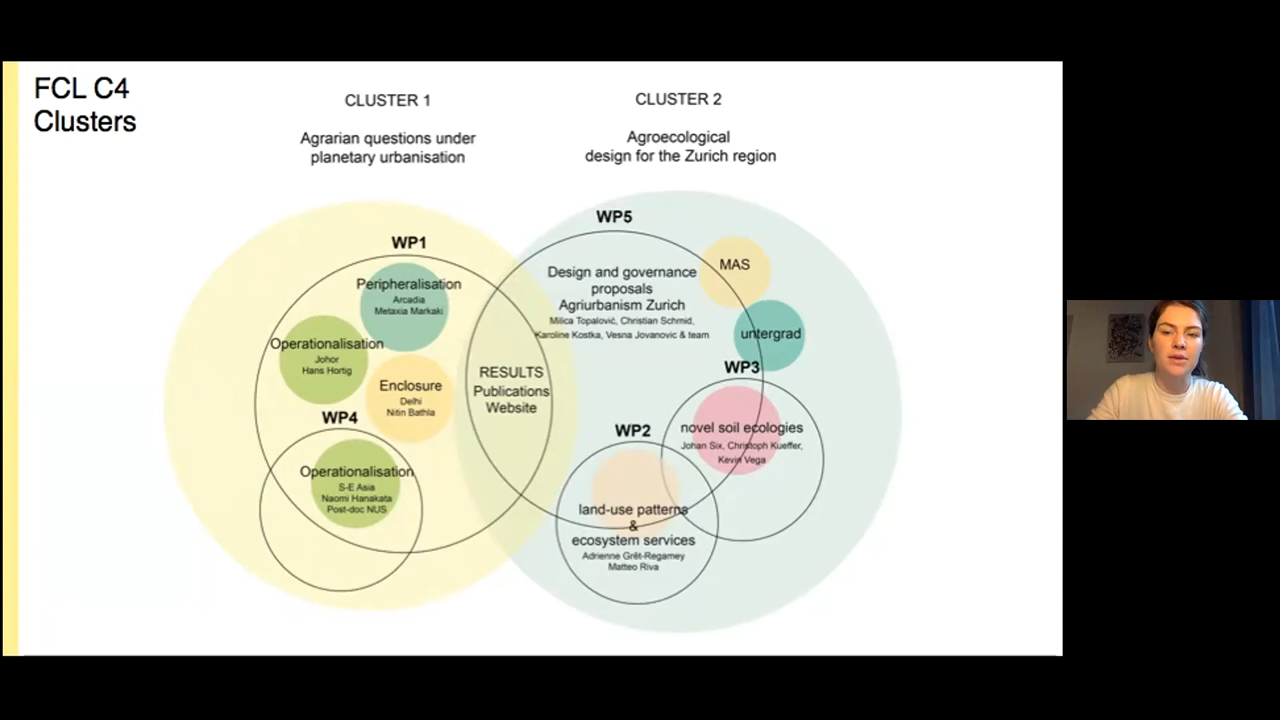 FCL C4
Clusters
CLUSTER 1
Agrarian questions under
planetary urbanisation
CLUSTER 2
Agroecological
design for the Zurich region
WP1
Peripheralisation
Arcadia
Metaxia Markaki
Operationalisation
Johor
Hans Hortig
Enclosure
Delhi
Nitin Bathla
WP4
Operationalisation
S-E Asia
Naomi Hanakata
Post-doc NUS
RESULTS
Publications
Website
WP5
Design and governance
proposals
Agriurbanism Zurich
Milica Topalović, Christian Schmid,
Karoline Kostka, Vesna Jovanovic & team
MAS
untergrad
WP3
novel soil ecologies
Johan Six, Christoph Kueffer,
Kevin Vega
WP2
land-use patterns
&
ecosystem services
Adrienne Grêt-Regamey
Matteo Riva